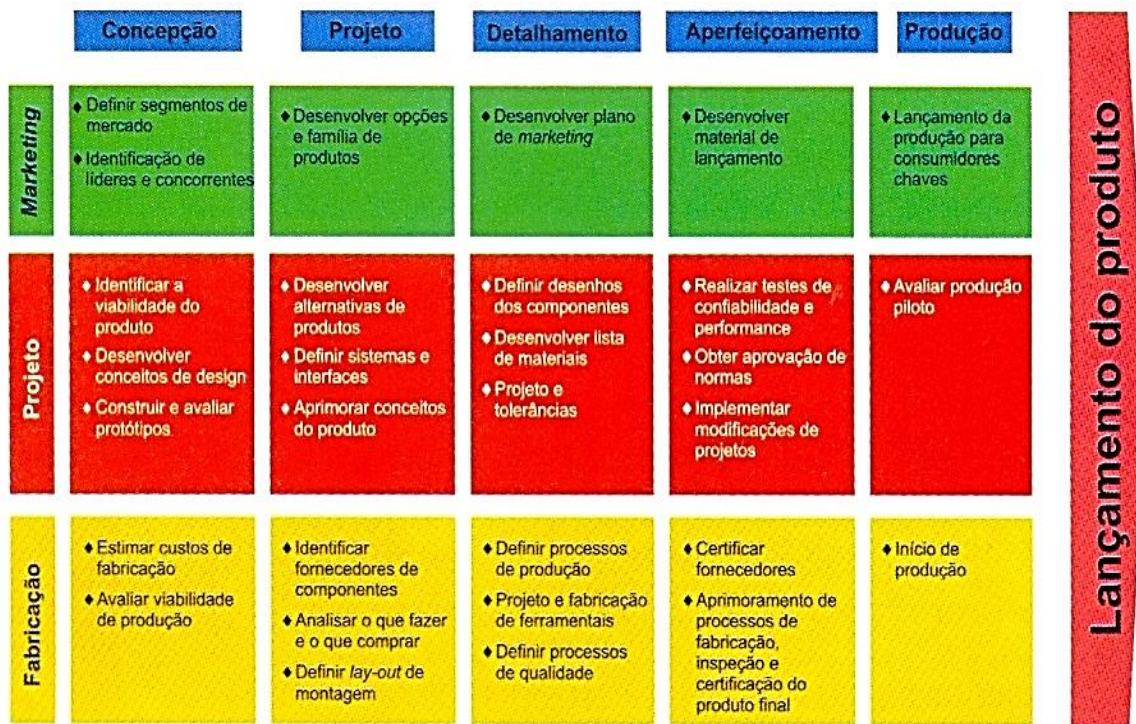 Concepção
Projeto
Detalhamento
Aperfeiçoamento
Produção
Marketing
♦ Definir segmentos de
mercado
♦ Identificação de
líderes e concorrentes
♦ Desenvolver opções
e família de
produtos
♦ Desenvolver plano
de marketing
♦ Desenvolver
material de
lançamento
♦ Lançamento da
produção para
consumidores
chaves
Projeto
♦ Identificar a
viabilidade do
produto
♦ Desenvolver
conceitos de design
♦ Construir e avaliar
protótipos
♦ Desenvolver
alternativas de
produtos
♦ Definir sistemas e
interfaces
♦ Aprimorar conceitos
do produto
♦ Definir desenhos
dos componentes
♦ Desenvolver lista
de materiais
♦ Projeto e
tolerâncias
♦ Realizar testes de
confiabilidade e
performance
♦ Obter aprovação de
normas
♦ Implementar
modificações de
projetos
♦ Avaliar produção
piloto
Fabricação
♦ Estimar custos de
fabricação
♦ Avaliar viabilidade
de produção
♦ Identificar
fornecedores de
componentes
♦ Analisar o que fazer
e o que comprar
♦ Definir lay-out de
montagem
♦ Definir processos
de produção
♦ Projeto e fabricação
de ferramentais
♦ Definir processos
de qualidade
♦ Certificar
fornecedores
♦ Aprimoramento de
processos de
fabricação,
inspeção e
certificação do
produto final
♦ Início de
produção
Lançamento do produto